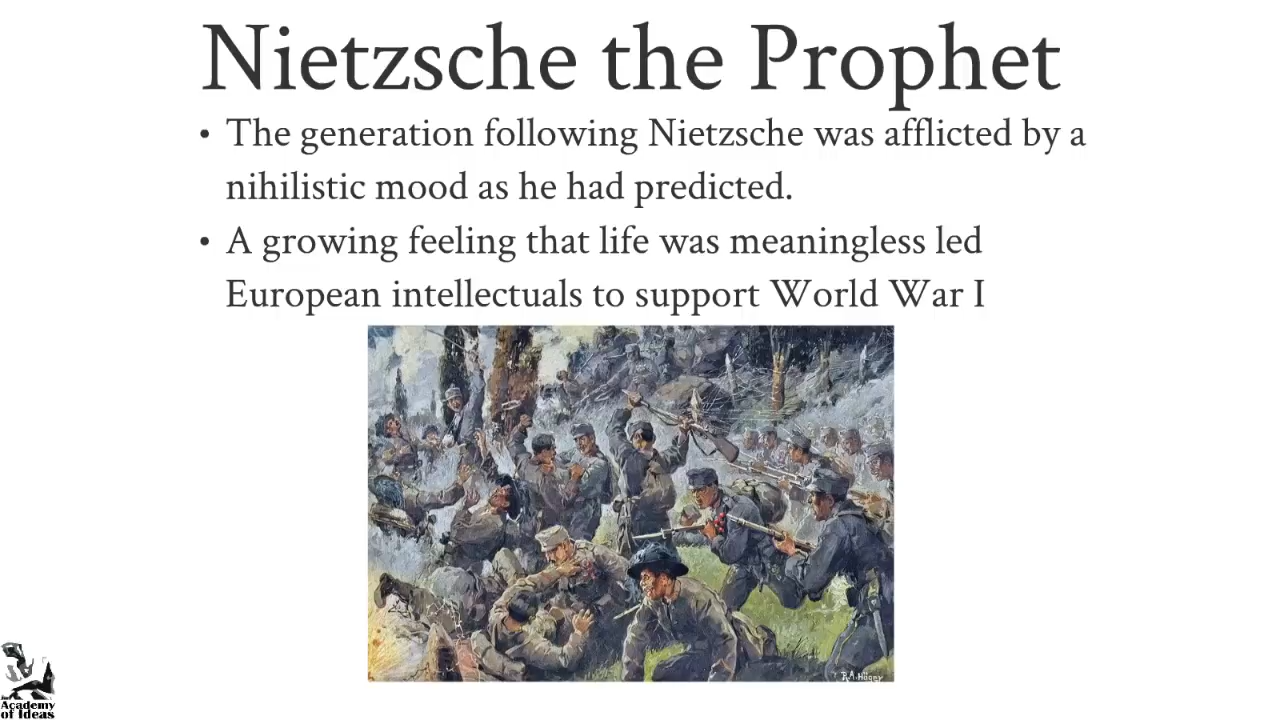 Nietzsche the Prophet
• The generation following Nietzsche was afflicted by a
nihilistic mood as he had predicted.
• A growing feeling that life was meaningless led
European intellectuals to support World War I
R.A.Höger
Academy
of Ideas